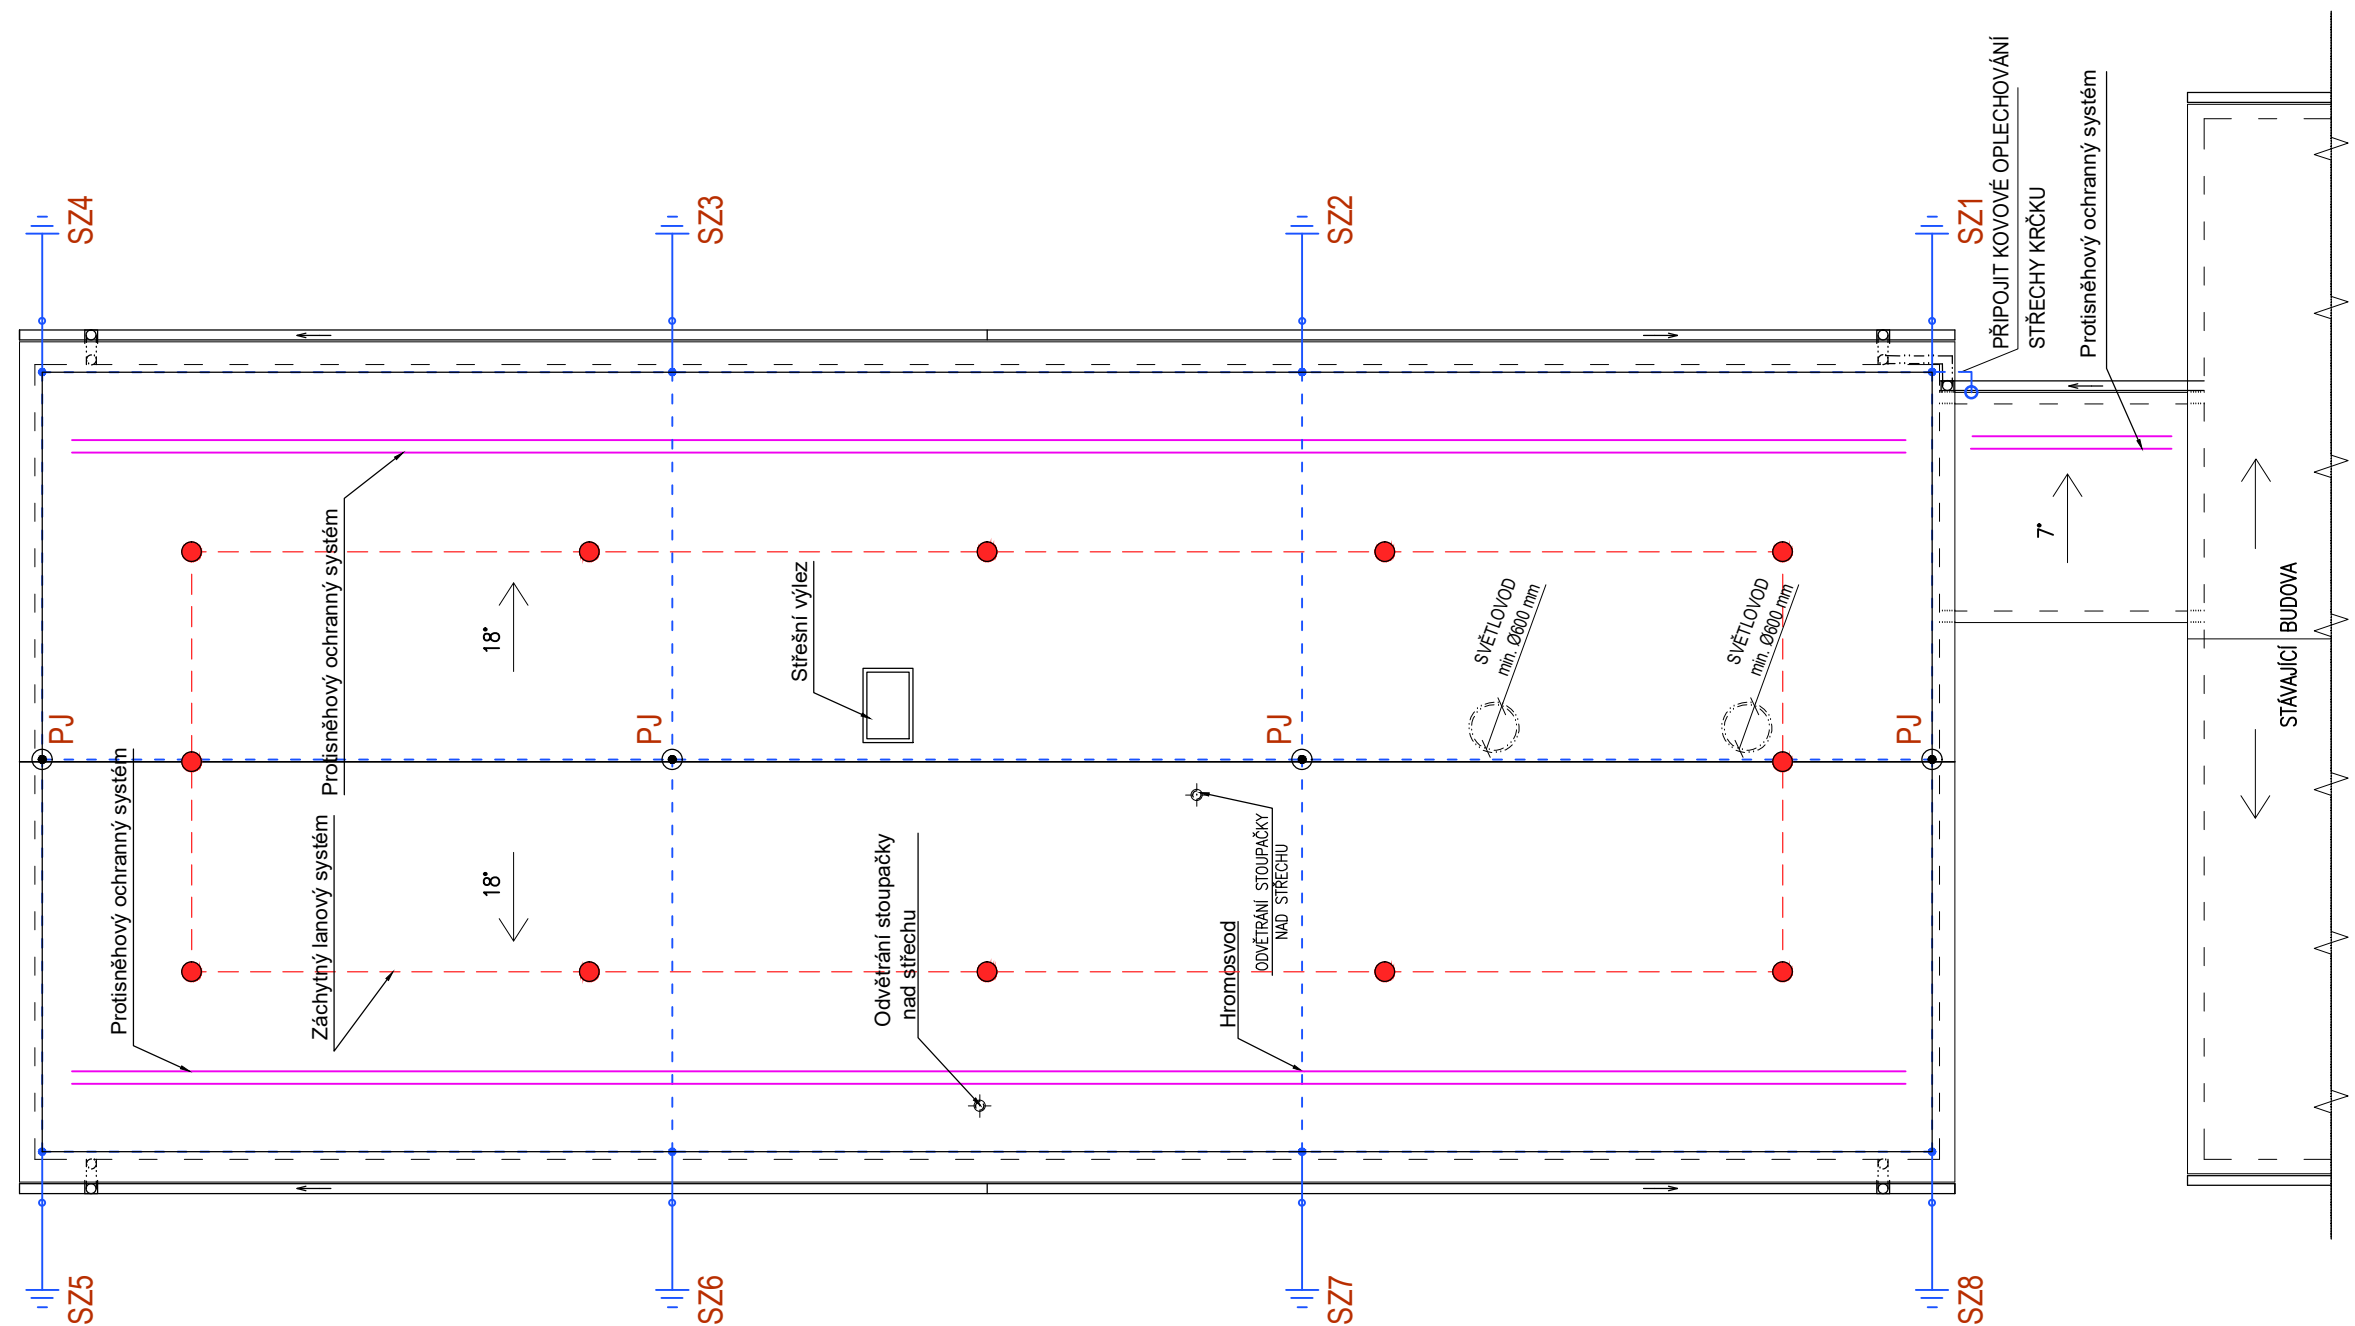 SZ4
SZ3
SZ2
SZ1
PŘIPOJIT KOVOVÉ OPLECHOVÁNÍ
STŘECHY KRČKU
Protisněhový ochranný systém
Protisněhový ochranný systém
18°
Střešní výlez
SVĚTLOVOD
min. Ø600 mm
SVĚTLOVOD
min. Ø600 mm
7°
STÁVAJÍCÍ BUDOVA
PJ
PJ
PJ
PJ
Protisněhový ochranný systém
Záchytný lanový systém
18°
Odvětrání stoupačky
nad střechu
ODVĚTRÁNÍ STOUPAČKY
NAD STŘECHU
Hromosvod
SZ5
SZ6
SZ7
SZ8